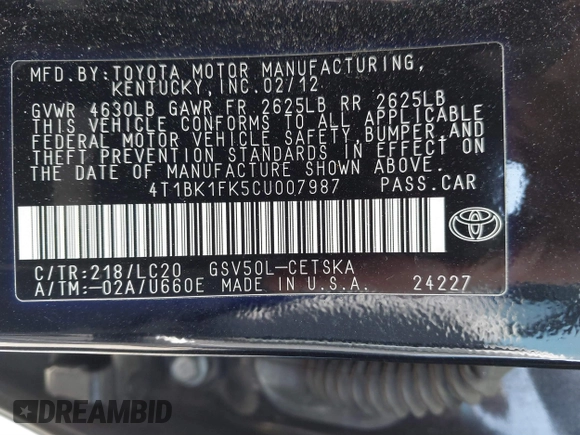 MFD.BY:TOYOTA MOTOR MANUFACTURING,
KENTUCKY, INC.02/12
GVWR 4630LB GAWR FR 2625LB RR 2625LB
THIS VEHICLE CONFORMS TO ALL APPLICABLE
FEDERAL MOTOR VEHICLE SAFETY,BUMPER,AND
THEFT PREVENTION STANDARDS IN EFFECT ON
THE DATE OF MANUFACTURE SHOWN ABOVE.
4T1BK1FK5CU007987 PASS.CAR
C/TR:218/LC20 GSV50L-CETSKA
A/TM:-02A/U660E MADE IN U.S.A. 24227
DREAMBID